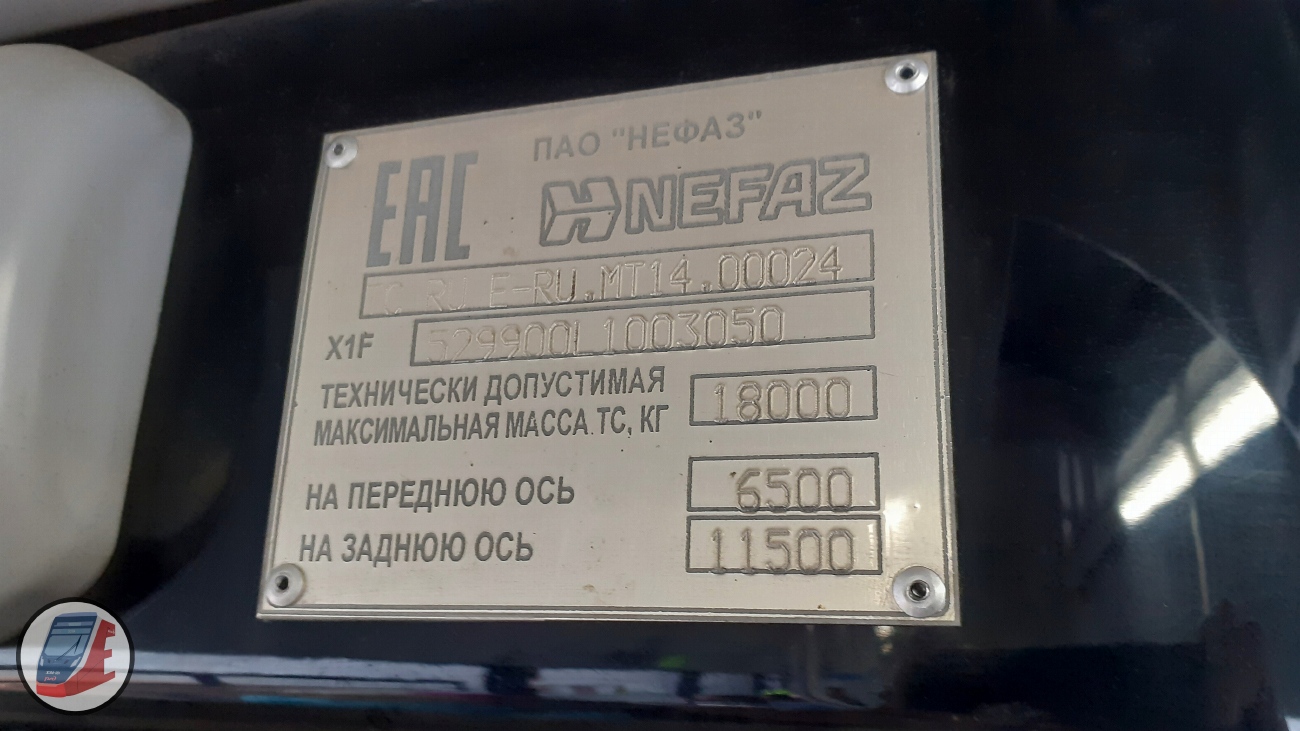 ПАО "НЕФАЗ"
ЕАС
NEFAZ
ТС RU E-RU.MT14.00024
X1F 529900L1003050
ТЕХНИЧЕСКИ ДОПУСТИМАЯ
МАКСИМАЛЬНАЯ МАССА ТС, КГ 18000
НА ПЕРЕДНЮЮ ОСЬ 6500
НА ЗАДНЮЮ ОСЬ 11500